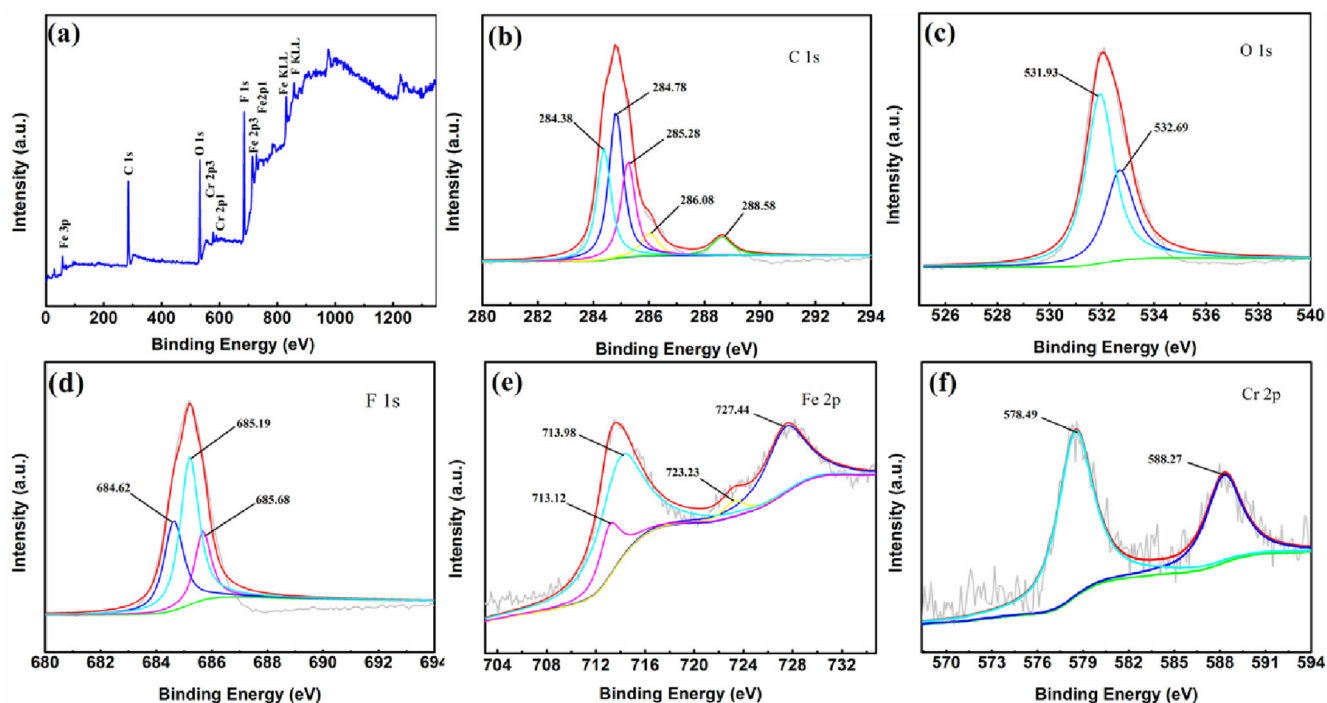 (a)
Fe 3p
C 1s
O 1s
Cr 2p3
Cr 2p1
F 1s
Fe 2p3
Fe2p1
Fe KLL
F KLL
Intensity (a.u.)
0 200 400 600 800 1000 1200
Binding Energy (eV)
(b)
C 1s
284.38
284.78
285.28
286.08
288.58
Intensity (a.u.)
280 282 284 286 288 290 292 294
Binding Energy (eV)
(c)
O 1s
531.93
532.69
Intensity (a.u.)
526 528 530 532 534 536 538 540
Binding Energy (eV)
(d)
F 1s
685.19
684.62
685.68
Intensity (a.u.)
680 682 684 686 688 690 692 694
Binding Energy (eV)
(e)
Fe 2p
727.44
713.98
723.23
713.12
Intensity (a.u.)
704 708 712 716 720 724 728 732
Binding Energy (eV)
(f)
Cr 2p
578.49
588.27
Intensity (a.u.)
570 573 576 579 582 585 588 591 594
Binding Energy (eV)